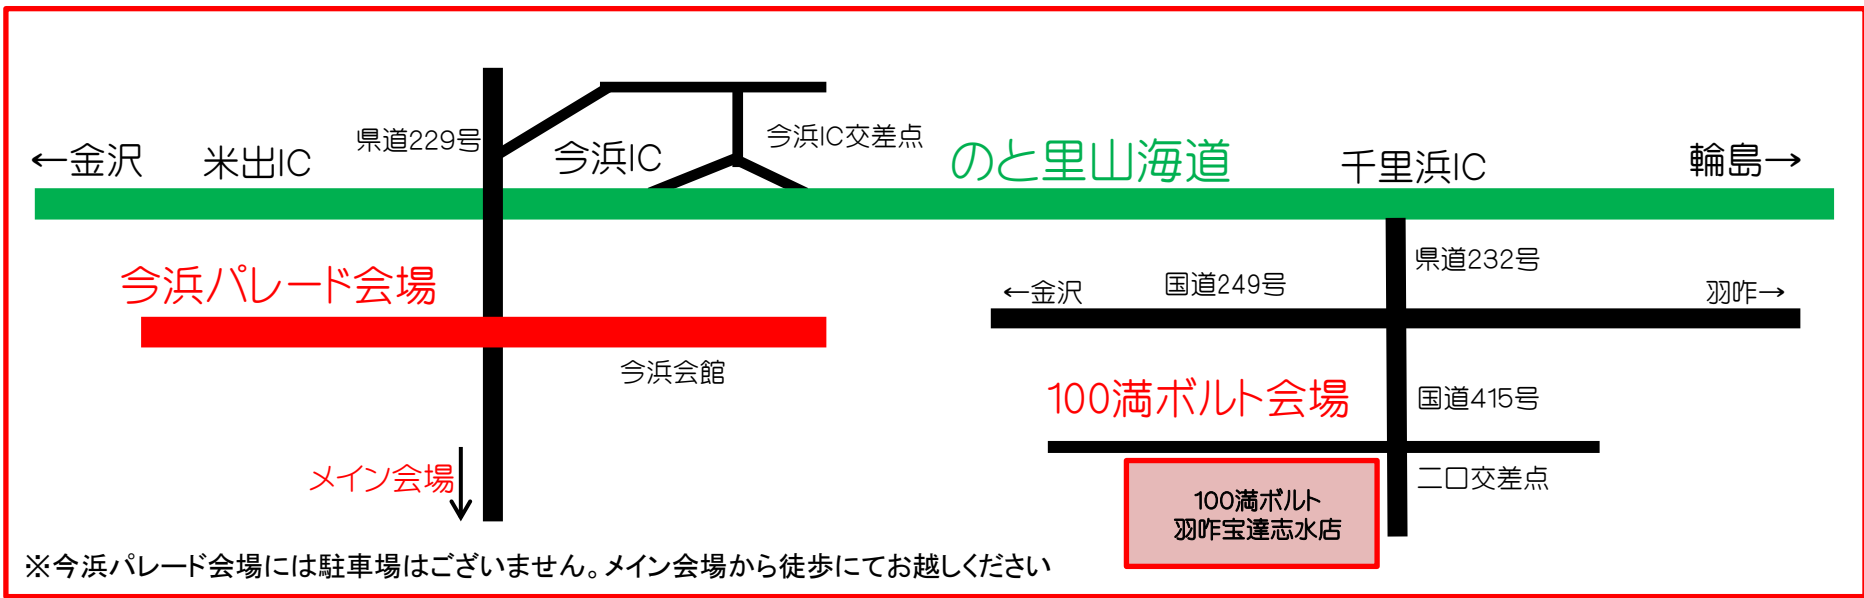 ←金沢
米出IC
県道229号
今浜IC
今浜IC交差点
のと里山海道
千里浜IC
輪島→
今浜パレード会場
今浜会館
メイン会場
県道232号
←金沢
国道249号
羽咋→
100満ボルト会場
国道415号
二口交差点
100満ボルト
羽咋宝達志水店
※今浜パレード会場には駐車場はございません。メイン会場から徒歩にてお越しください